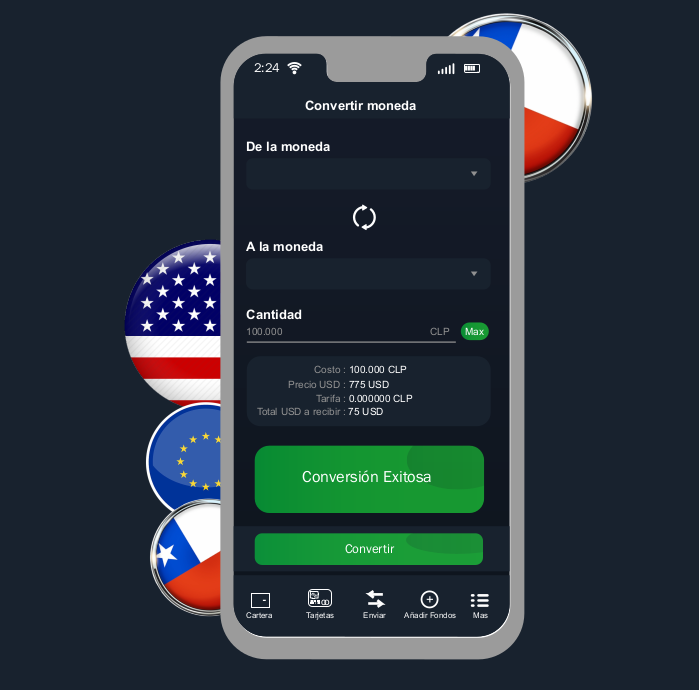 2:24
Convertir moneda
De la moneda
A la moneda
Cantidad
100.000 CLP Max
Costo : 100.000 CLP
Precio USD : 775 USD
Tarifa : 0.000000 CLP
Total USD a recibir : 75 USD
Conversión Exitosa
Convertir
Cartera Tarjetas Enviar Añadir Fondos Mas